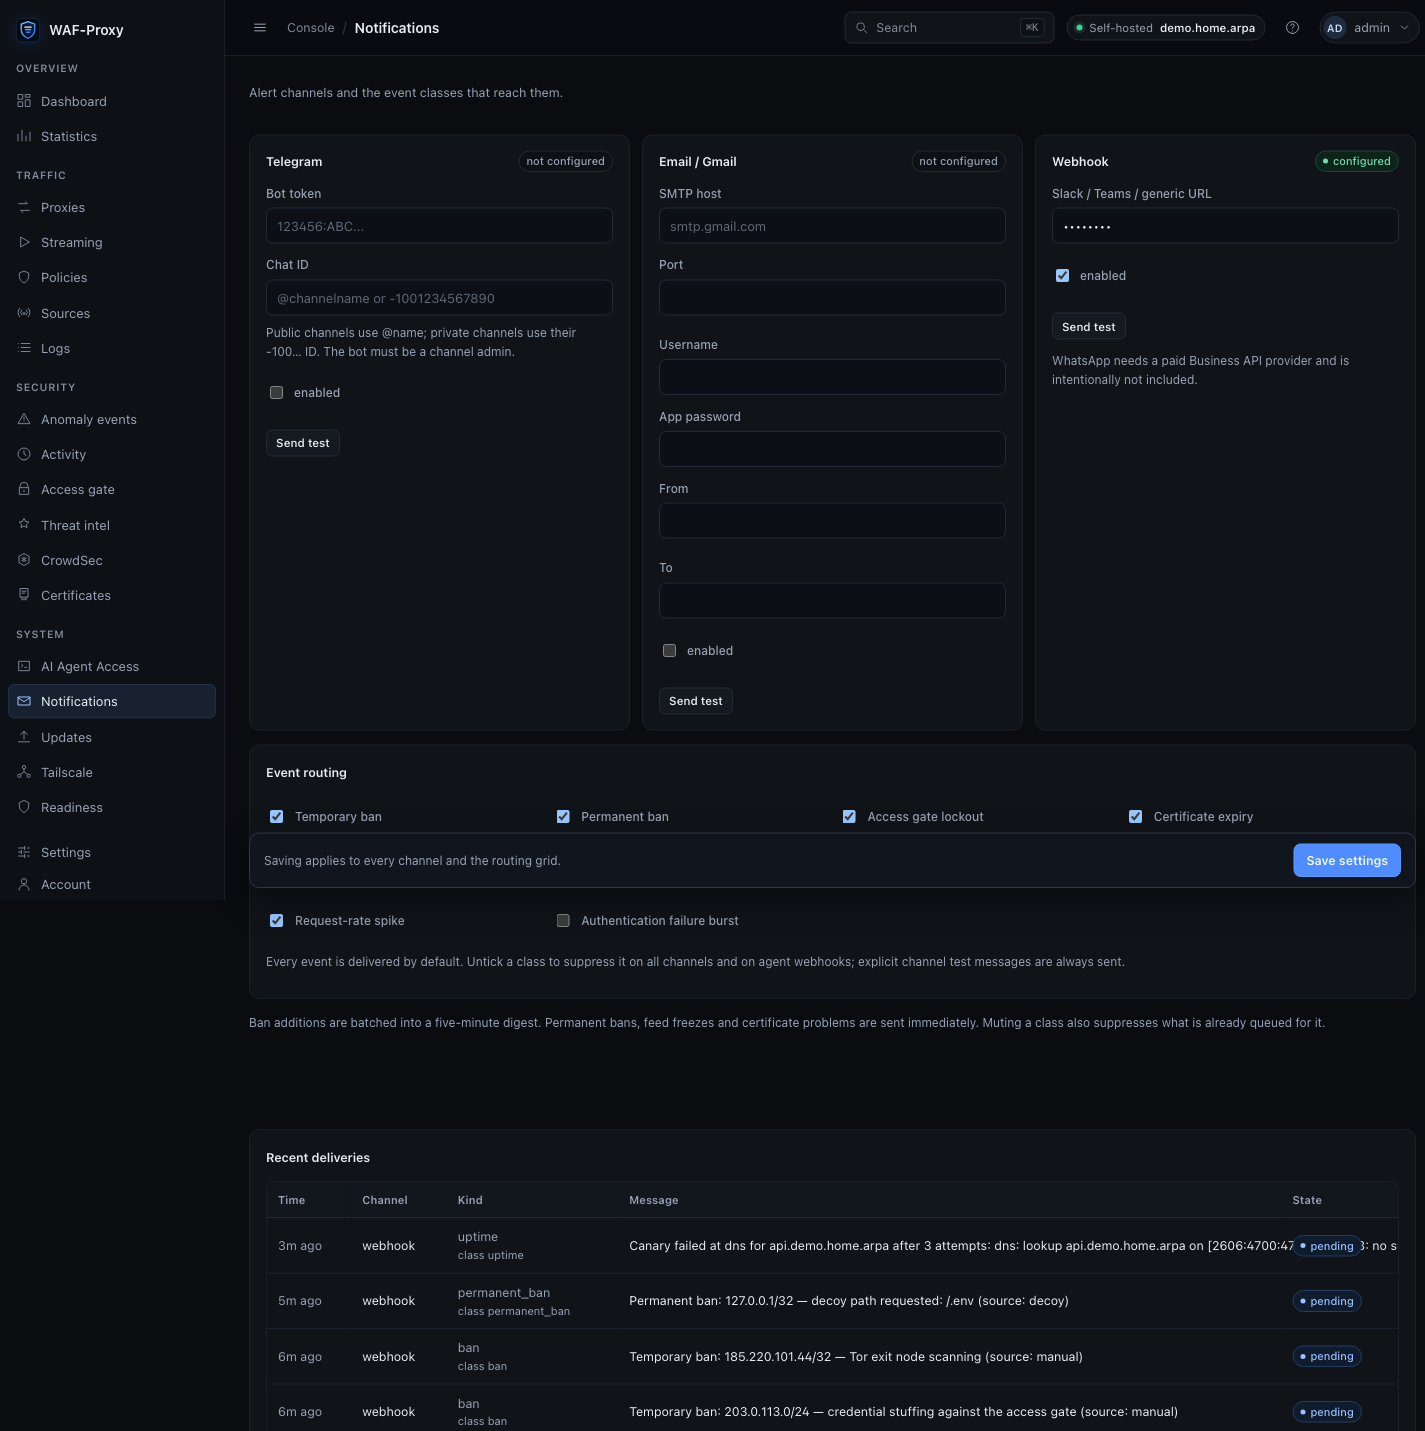 WAF-Proxy
OVERVIEW
Dashboard
Statistics
TRAFFIC
Proxies
Streaming
Policies
Sources
Logs
SECURITY
Anomaly events
Activity
Access gate
Threat intel
CrowdSec
Certificates
SYSTEM
AI Agent Access
Notifications
Updates
Tailscale
Readiness
Settings
Account
Console / Notifications
Search ⌘K
Self-hosted demo.home.arpa
AD admin
Alert channels and the event classes that reach them.
Telegram not configured
Bot token
123456:ABC...
Chat ID
@channelname or -1001234567890
Public channels use @name; private channels use their
-100... ID. The bot must be a channel admin.
enabled
Send test
Email / Gmail not configured
SMTP host
smtp.gmail.com
Port
Username
App password
From
To
enabled
Send test
Webhook configured
Slack / Teams / generic URL
••••••••
enabled
Send test
WhatsApp needs a paid Business API provider and is
intentionally not included.
Event routing
Temporary ban Permanent ban Access gate lockout Certificate expiry
Saving applies to every channel and the routing grid. Save settings
Request-rate spike Authentication failure burst
Every event is delivered by default. Untick a class to suppress it on all channels and on agent webhooks; explicit channel test messages are always sent.
Ban additions are batched into a five-minute digest. Permanent bans, feed freezes and certificate problems are sent immediately. Muting a class also suppresses what is already queued for it.
Recent deliveries
Time Channel Kind Message State
3m ago webhook uptime Canary failed at dns for api.demo.home.arpa after 3 attempts: dns: lookup api.demo.home.arpa on [2606:4700:47 pending 3: no s
class uptime
5m ago webhook permanent_ban Permanent ban: 127.0.0.1/32 — decoy path requested: /.env (source: decoy) pending
class permanent_ban
6m ago webhook ban Temporary ban: 185.220.101.44/32 — Tor exit node scanning (source: manual) pending
class ban
6m ago webhook ban Temporary ban: 203.0.113.0/24 — credential stuffing against the access gate (source: manual) pending
class ban